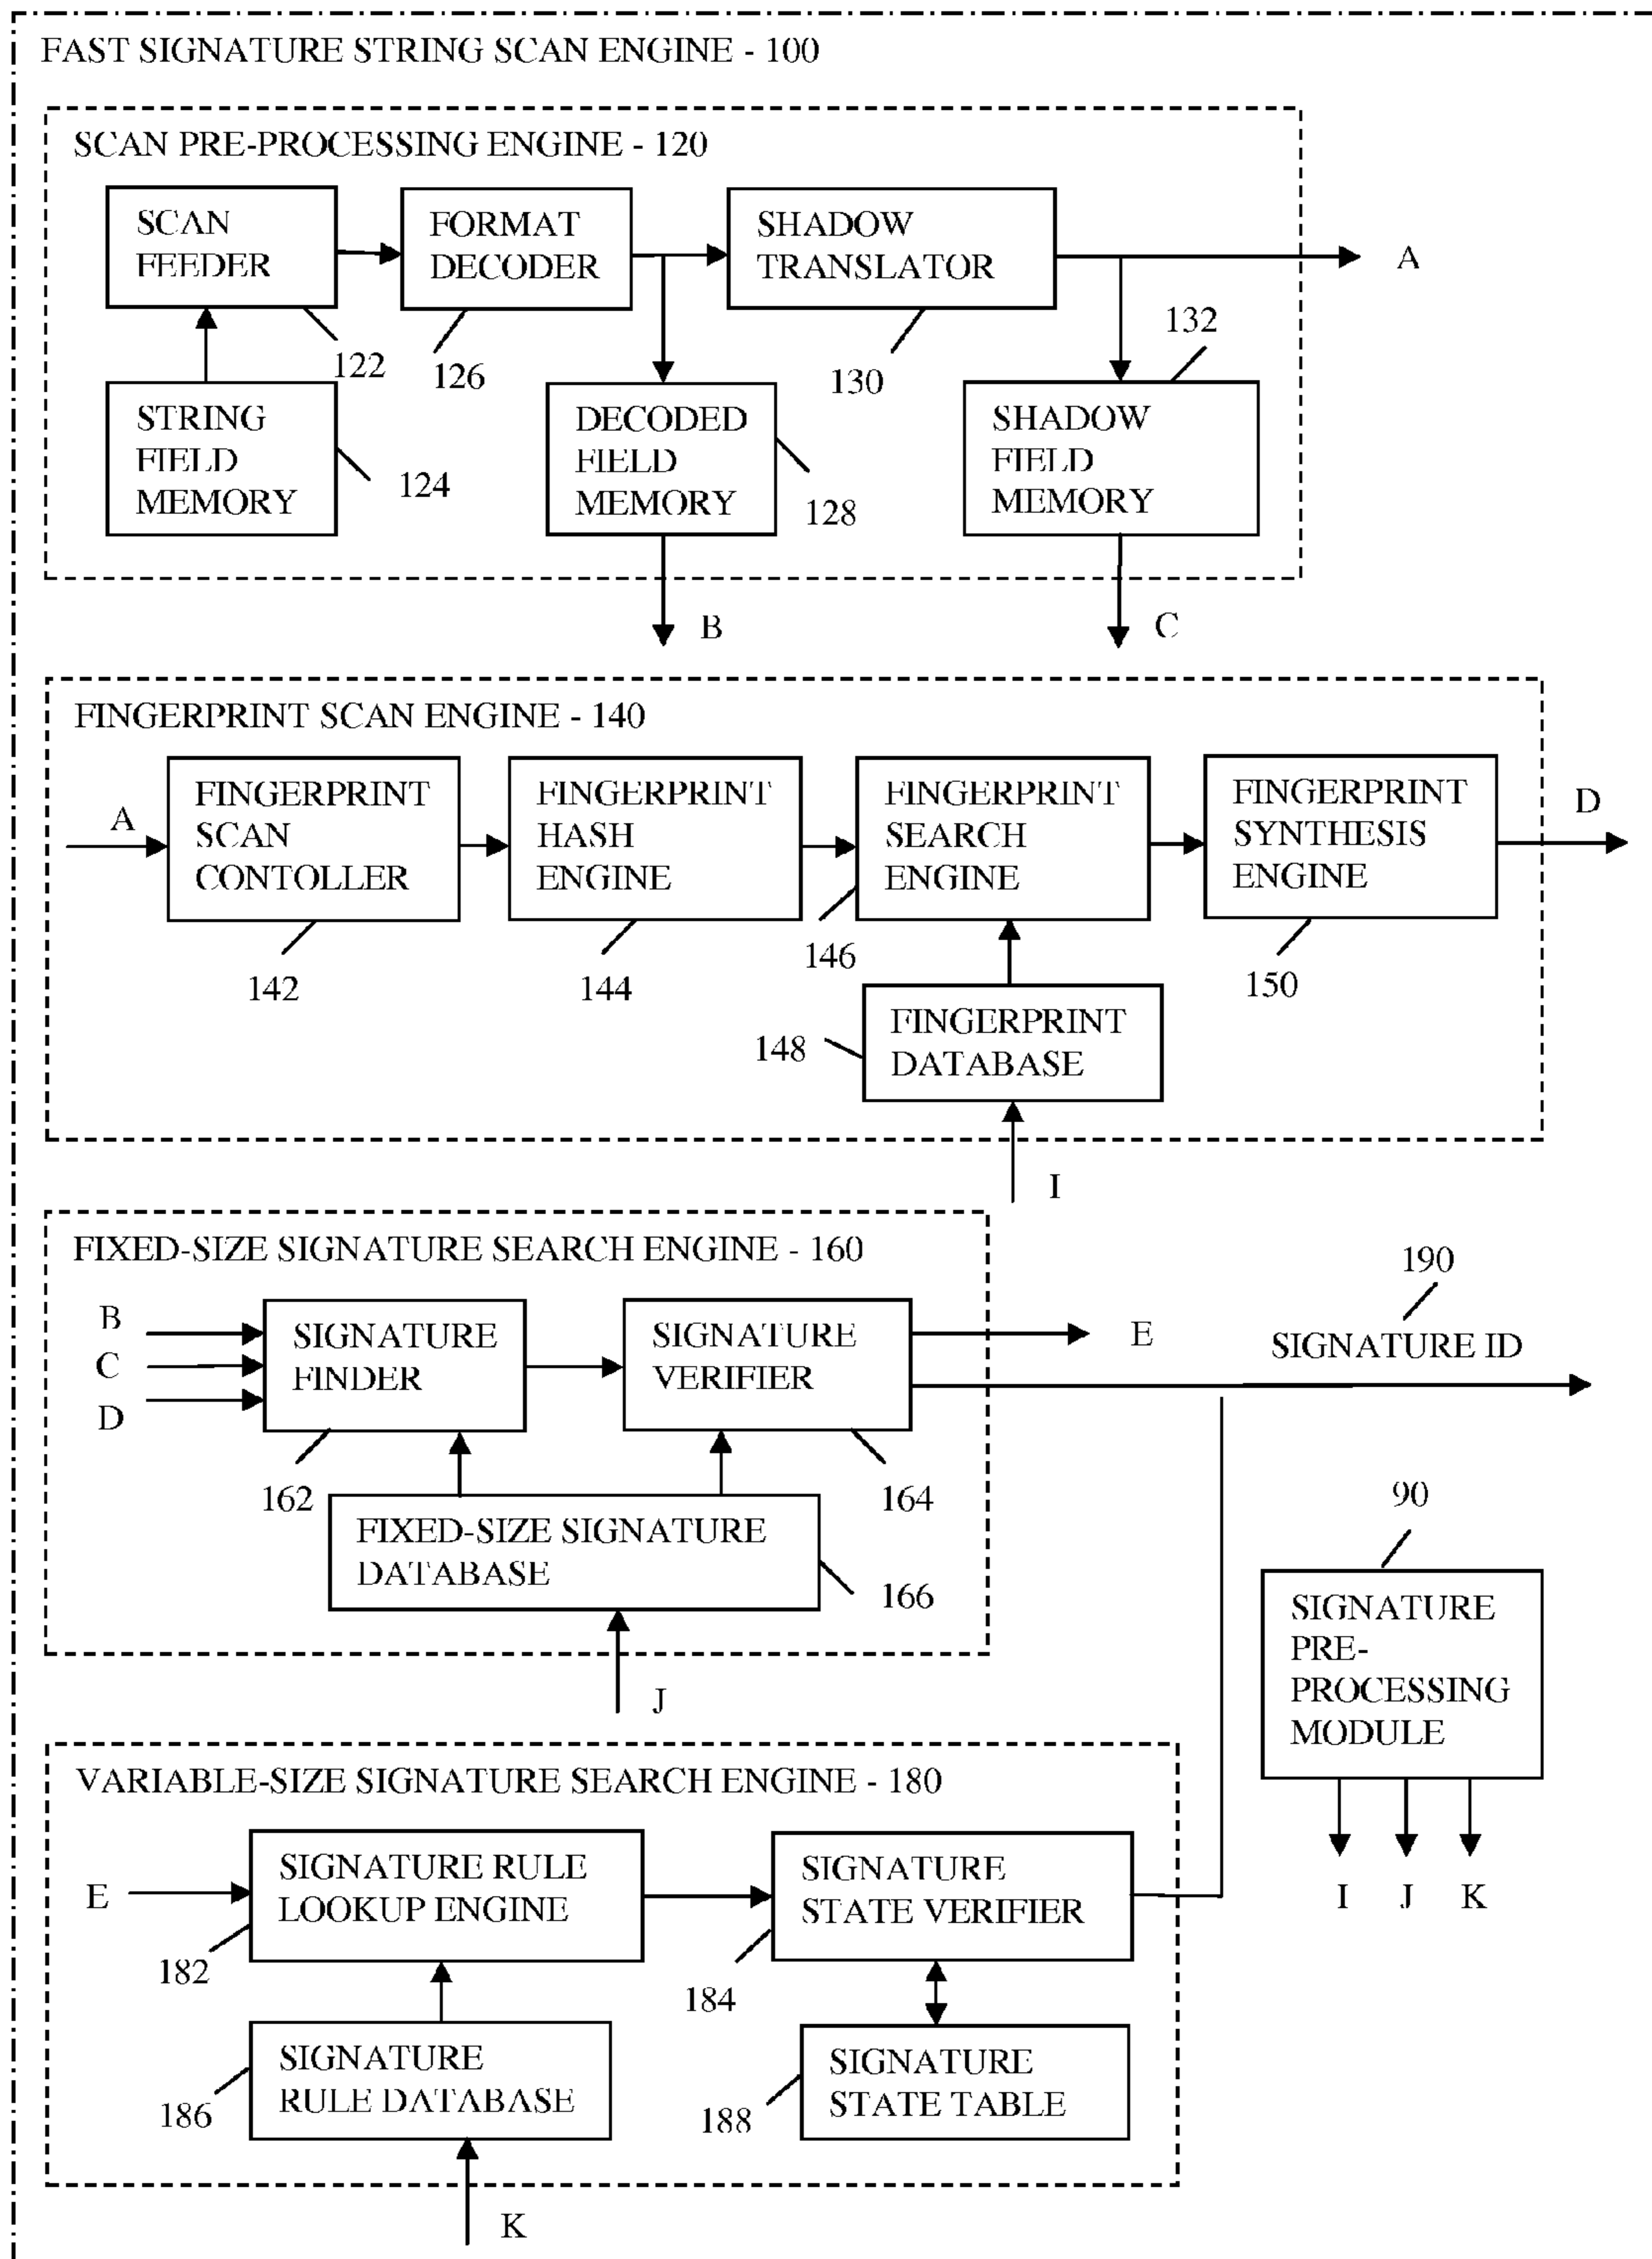 FAST SIGNATURE STRING SCAN ENGINE - 100
SCAN PRE-PROCESSING ENGINE - 120
SCAN
FEEDER
122
FORMAT
DECODER
126
SHADOW
TRANSLATOR
130
A
132
STRING
FIELD
MEMORY
124
DECODED
FIELD
MEMORY
128
SHADOW
FIELD
MEMORY
B
C
FINGERPRINT SCAN ENGINE - 140
A
FINGERPRINT
SCAN
CONTOLLER
142
FINGERPRINT
HASH
ENGINE
144
FINGERPRINT
SEARCH
ENGINE
146
FINGERPRINT
SYNTHESIS
ENGINE
150
D
148
FINGERPRINT
DATABASE
I
FIXED-SIZE SIGNATURE SEARCH ENGINE - 160
B
C
D
SIGNATURE
FINDER
162
SIGNATURE
VERIFIER
164
E
190
SIGNATURE ID
FIXED-SIZE SIGNATURE
DATABASE
166
J
90
SIGNATURE
PRE-
PROCESSING
MODULE
I
J
K
VARIABLE-SIZE SIGNATURE SEARCH ENGINE - 180
E
SIGNATURE RULE
LOOKUP ENGINE
182
SIGNATURE
STATE VERIFIER
184
SIGNATURE
RULE DATABASE
186
SIGNATURE
STATE TABLE
188
K